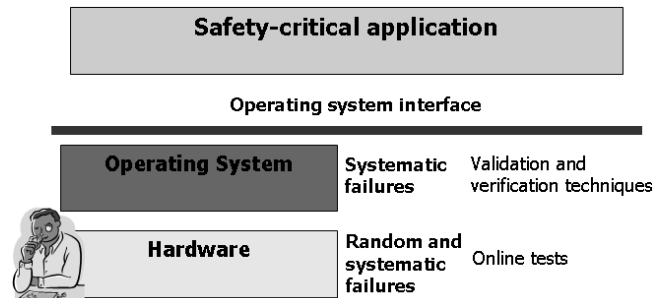 Safety-critical application
Operating system interface
Operating System
Systematic
failures
Validation and
verification techniques
Hardware
Random and
systematic
failures
Online tests